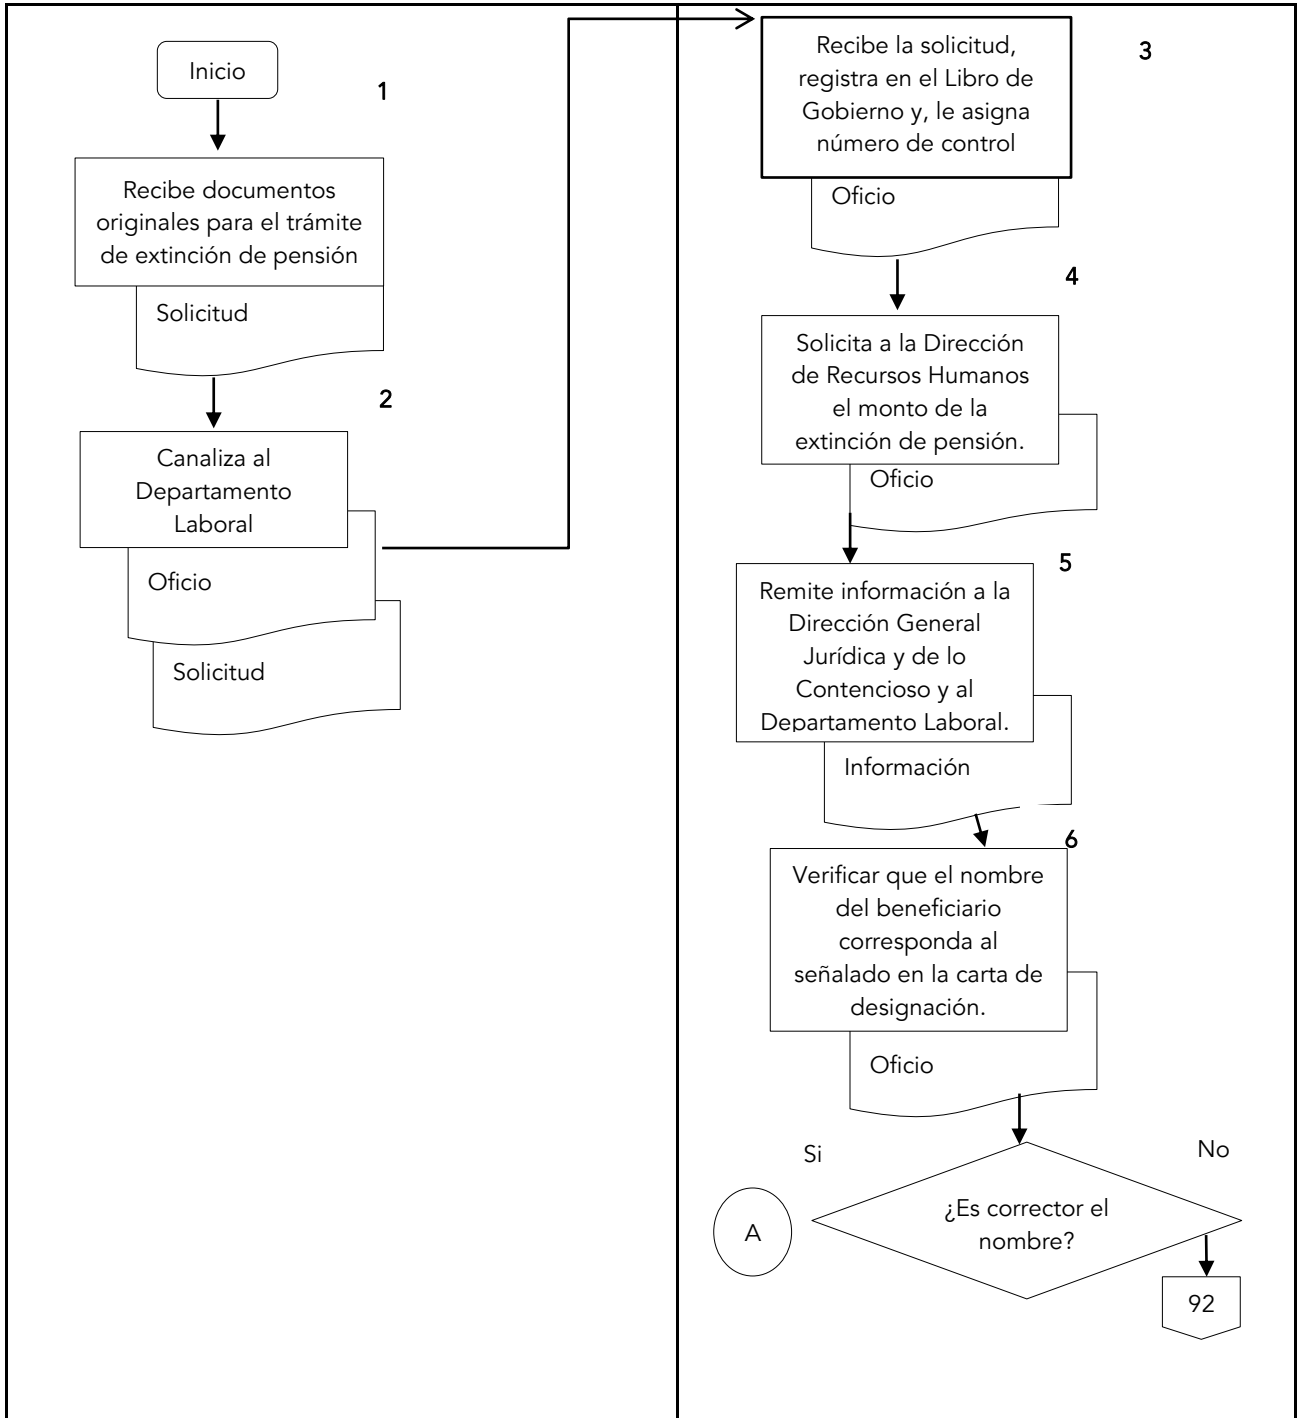 Inicio
1
Recibe documentos
originales para el trámite
de extinción de pensión
Solicitud
2
Canaliza al
Departamento
Laboral
Oficio
Solicitud
3
Recibe la solicitud,
registra en el Libro de
Gobierno y, le asigna
número de control
Oficio
4
Solicita a la Dirección
de Recursos Humanos
el monto de la
extinción de pensión.
Oficio
5
Remite información a la
Dirección General
Jurídica y de lo
Contencioso y al
Departamento Laboral.
Información
6
Verificar que el nombre
del beneficiario
corresponda al
señalado en la carta de
designación.
Oficio
Si
No
¿Es corrector el
nombre?
A
92